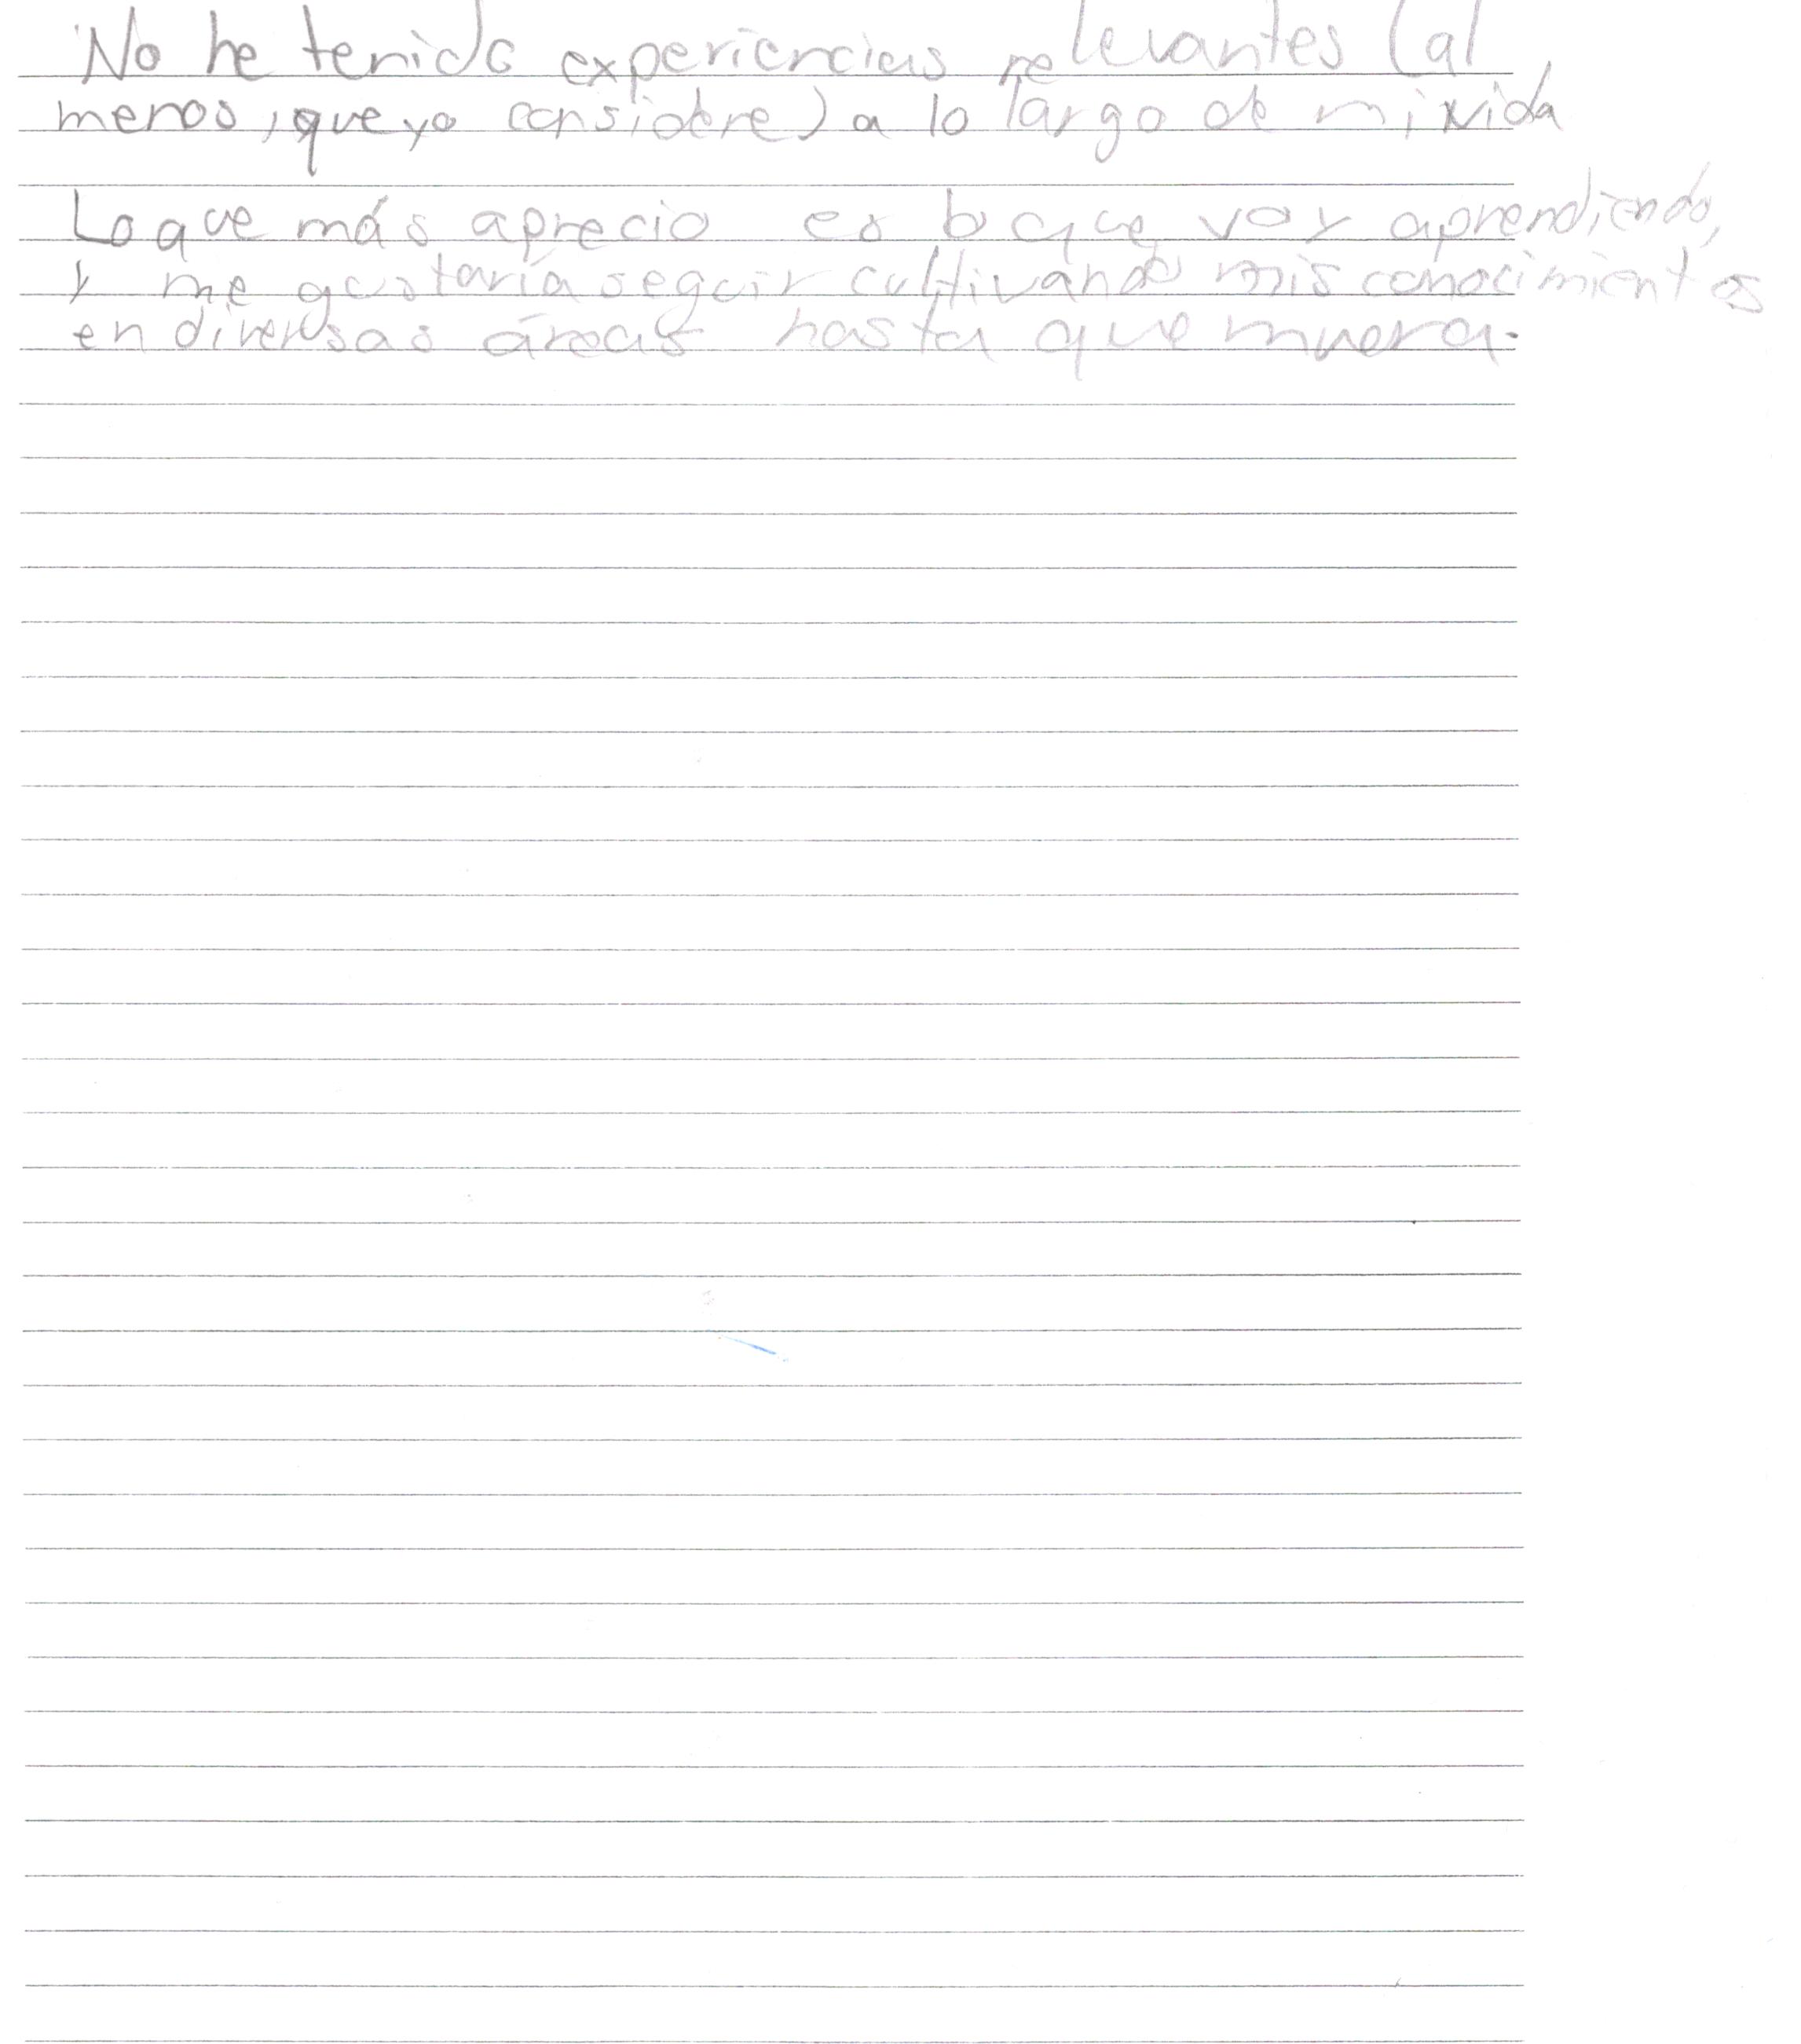 No he tenido experiencias relevantes (al
menos, que yo considere) a lo largo de mi vida
Lo que más aprecio es lo que voy aprendiendo,
y me gustaría seguir cultivando mis conocimientos
en diversas áreas hasta que muera.